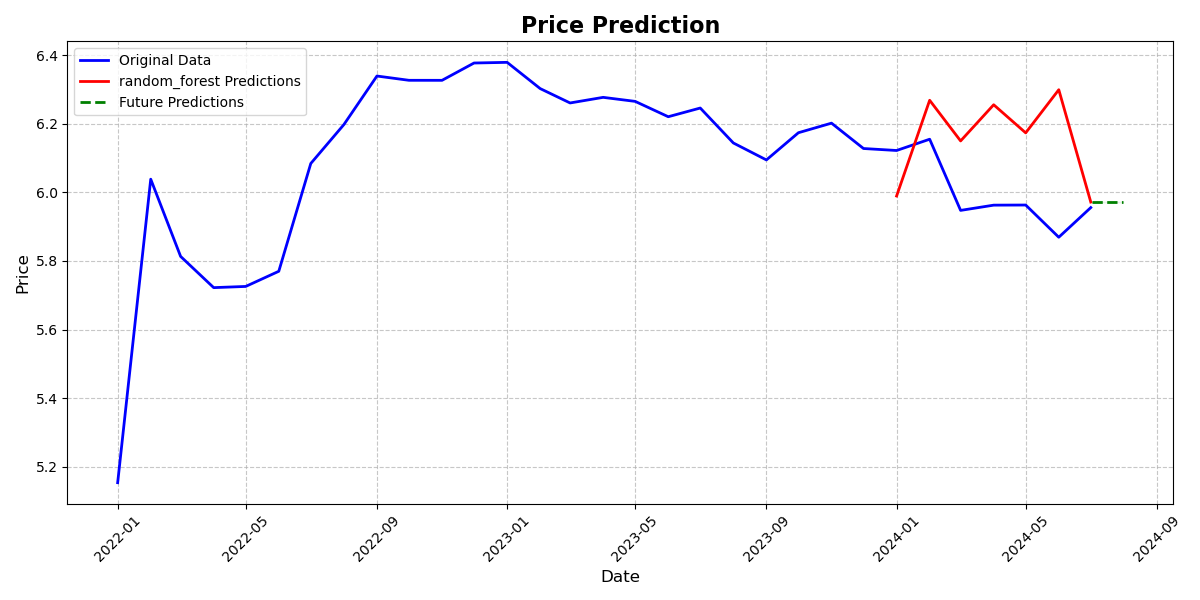 Price Prediction
Original Data
random_forest Predictions
Future Predictions
Price
6.4
6.2
6.0
5.8
5.6
5.4
5.2
2022-01
2022-05
2022-09
2023-01
2023-05
2023-09
2024-01
2024-05
2024-09
Date